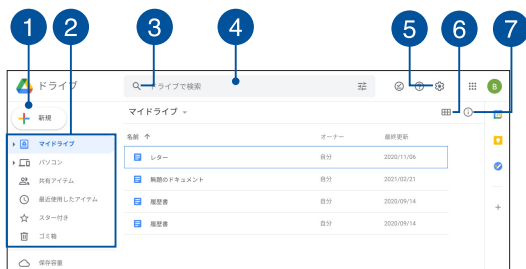 1 2 3 4 5 6 7
ドライブ
ドライブで検索
B
新規
マイドライブ
名前 ↑ オーナー 最終更新
マイドライブ
レター 自分 2020/11/06
パソコン
無題のドキュメント 自分 2021/02/21
共有アイテム
最近使用したアイテム
履歴書 自分 2020/09/14
スター付き
履歴書 自分 2020/09/14
ゴミ箱
保存容量